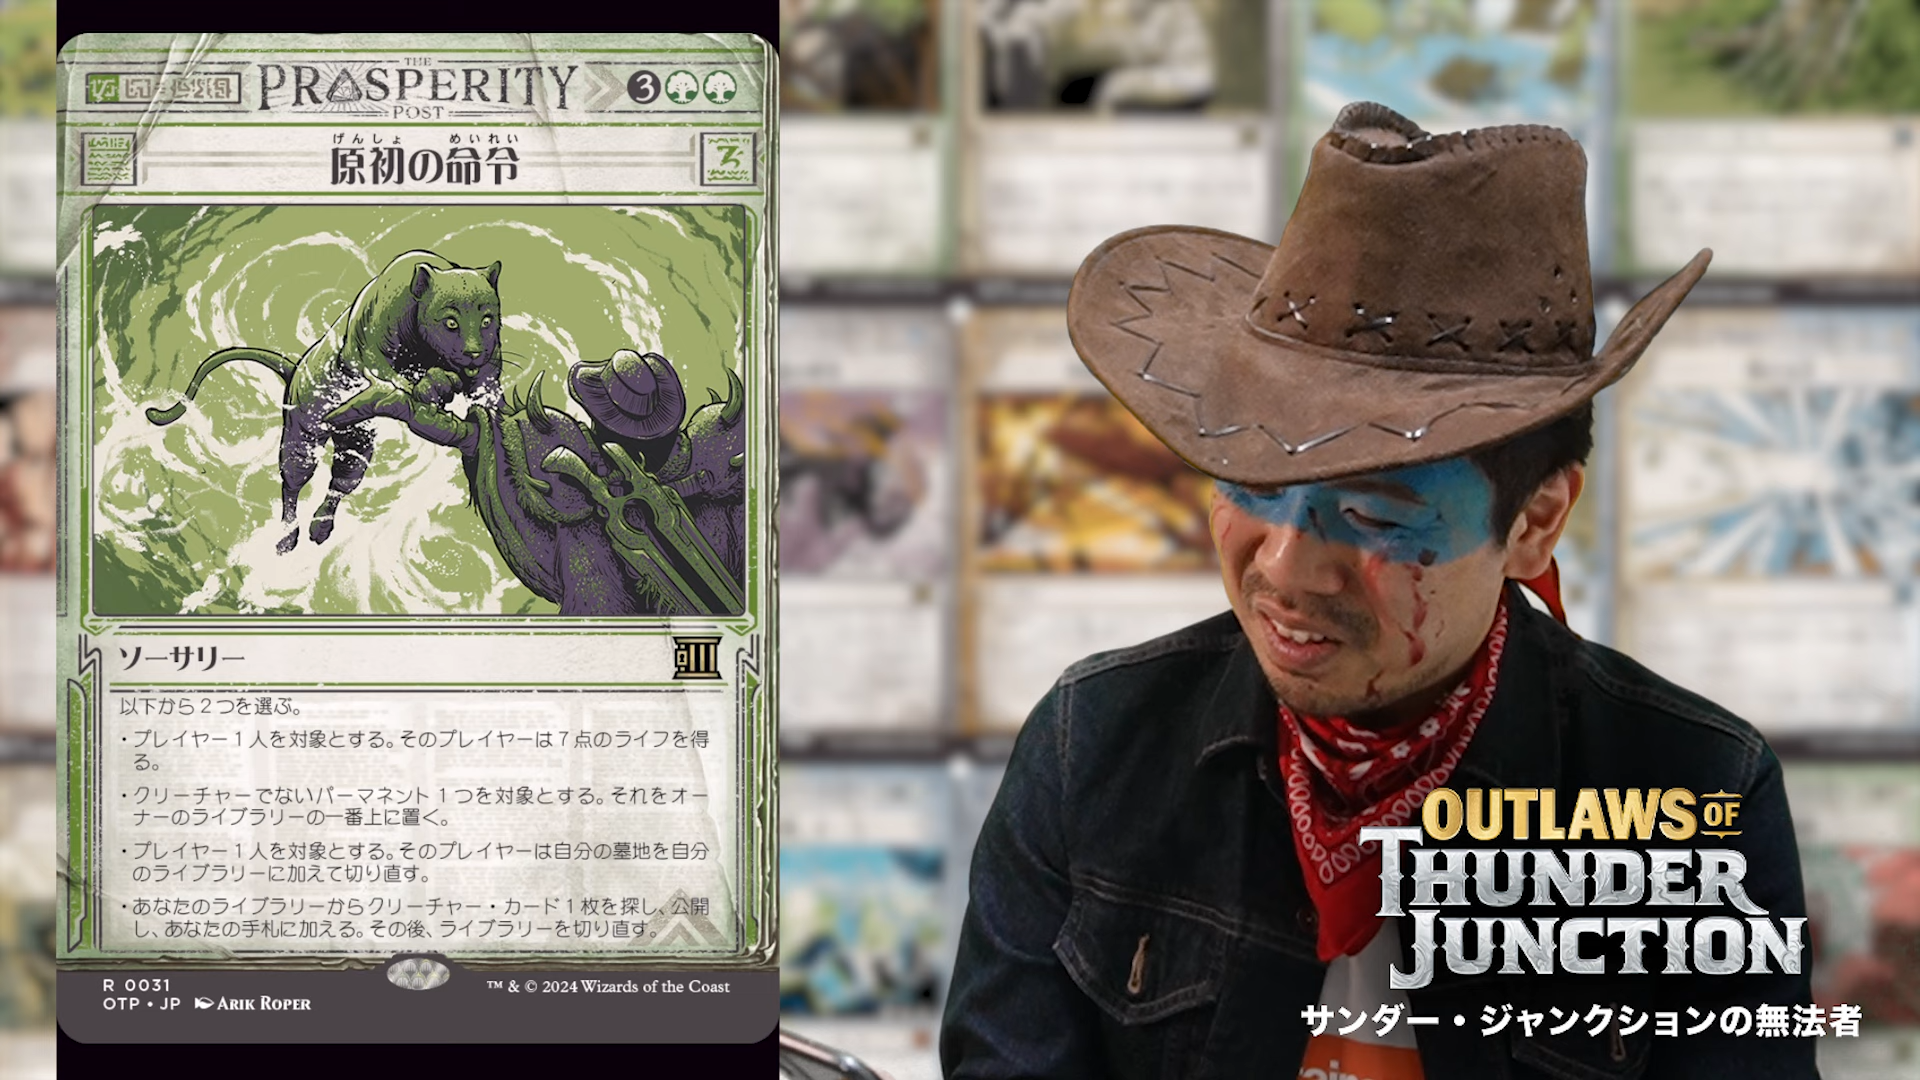 THE
PROSPERITY
POST
3
げんしょ めいれい
原初の命令
ソーサリー
以下から2つを選ぶ。
・プレイヤー1人を対象とする。そのプレイヤーは7点のライフを得
る。
・クリーチャーでないパーマネント1つを対象とする。それをオー
ナーのライブラリーの一番上に置く。
・プレイヤー1人を対象とする。そのプレイヤーは自分の墓地を自分
のライブラリーに加えて切り直す。
・あなたのライブラリーからクリーチャー・カード1枚を探し、公開
し、あなたの手札に加える。その後、ライブラリーを切り直す。
R 0031
OTP・JP ARIK ROPER
™ & © 2024 Wizards of the Coast
OUTLAWS OF
THUNDER
JUNCTION
サンダー・ジャンクションの無法者